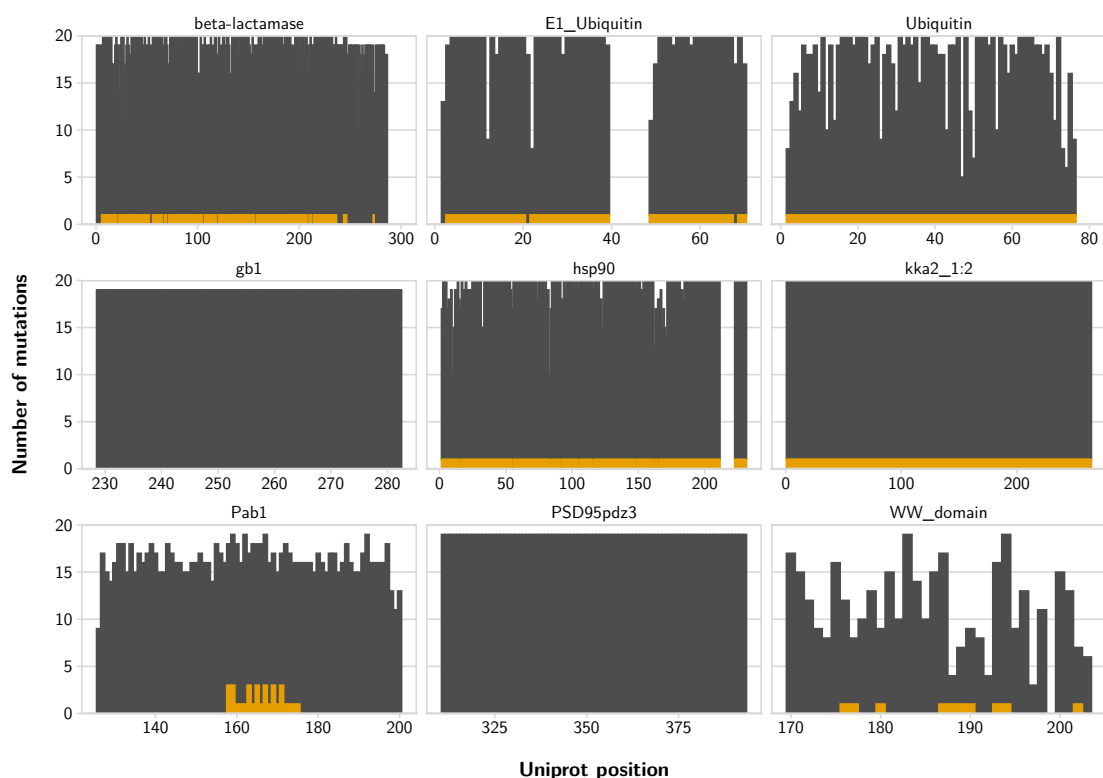 beta-lactamase E1_Ubiquitin Ubiquitin
20
15
10
5
0
0 100 200 300 0 20 40 60 0 20 40 60 80
gb1 hsp90 kka2_1:2
20
15
10
5
0
230 240 250 260 270 280 0 50 100 150 200 0 100 200
Pab1 PSD95pdz3 WW_domain
20
15
10
5
0
140 160 180 200 325 350 375 170 180 190 200
Number of mutations
Uniprot position